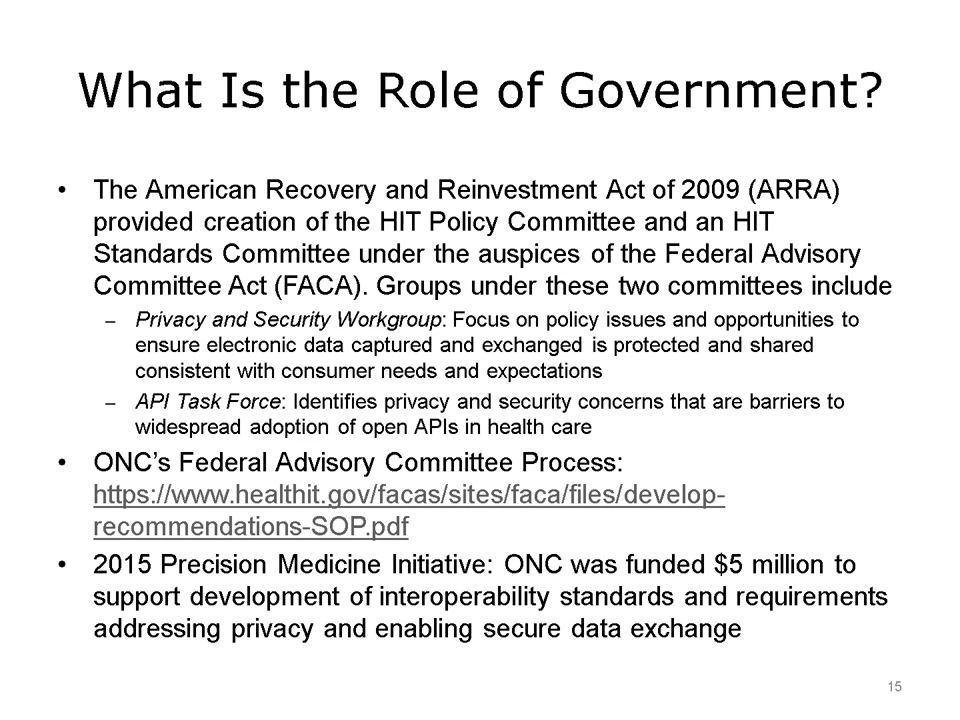 What Is the Role of Government?
• The American Recovery and Reinvestment Act of 2009 (ARRA)
provided creation of the HIT Policy Committee and an HIT
Standards Committee under the auspices of the Federal Advisory
Committee Act (FACA). Groups under these two committees include
– Privacy and Security Workgroup: Focus on policy issues and opportunities to
ensure electronic data captured and exchanged is protected and shared
consistent with consumer needs and expectations
– API Task Force: Identifies privacy and security concerns that are barriers to
widespread adoption of open APIs in health care
• ONC’s Federal Advisory Committee Process:
https://www.healthit.gov/facas/sites/faca/files/develop-
recommendations-SOP.pdf
• 2015 Precision Medicine Initiative: ONC was funded $5 million to
support development of interoperability standards and requirements
addressing privacy and enabling secure data exchange
15